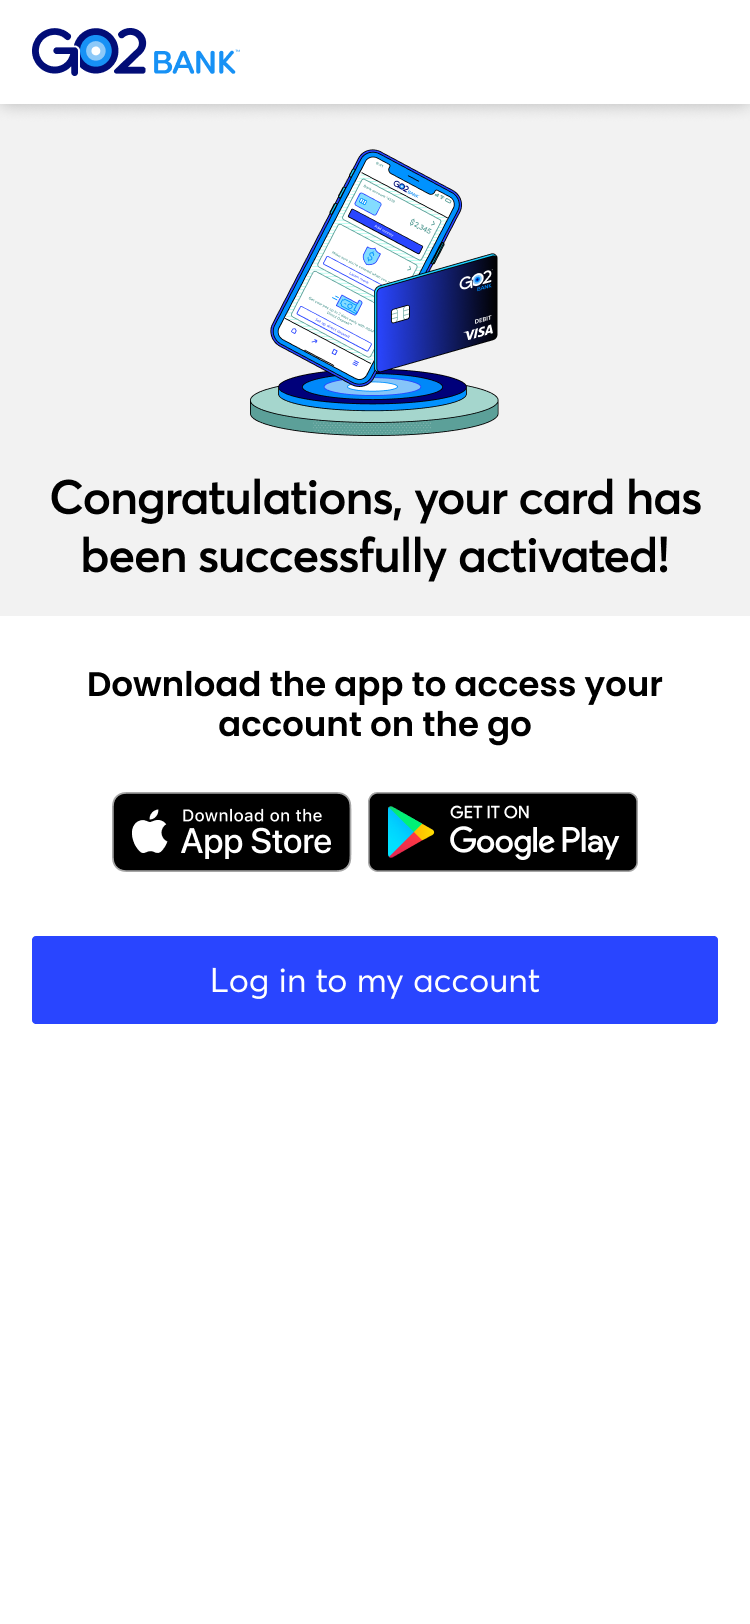 GO2 BANK™
GO2 BANK
$2,345
GO2
BANK
DEBIT
VISA
Congratulations, your card has
been successfully activated!
Download the app to access your
account on the go
Download on the
App Store
GET IT ON
Google Play
Log in to my account